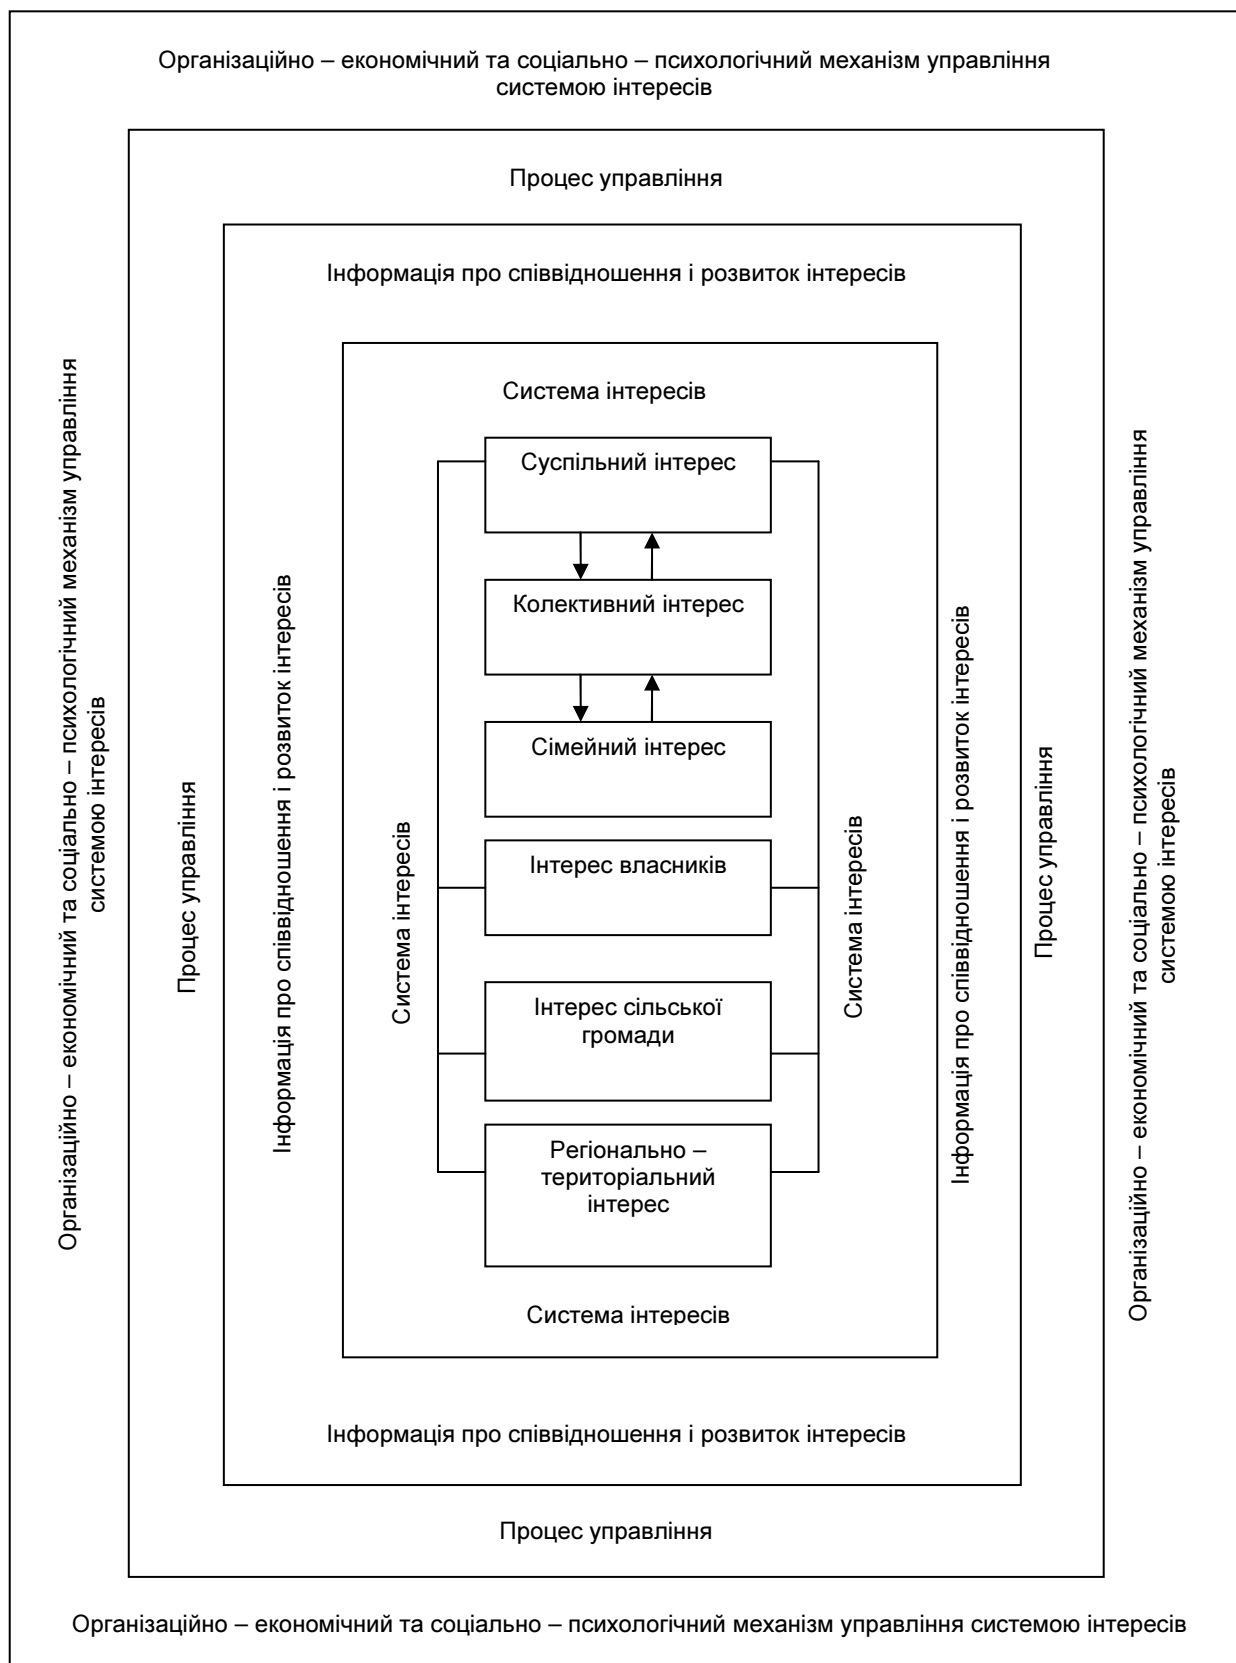 Організаційно – економічний та соціально – психологічний механізм управління
системою інтересів
Процес управління
Інформація про співвідношення і розвиток інтересів
Система інтересів
Суспільний інтерес
Колективний інтерес
Сімейний інтерес
Інтерес власників
Інтерес сільської
громади
Регіонально –
територіальний
інтерес
Організаційно – економічний та соціально – психологічний механізм управління
системою інтересів
Процес управління
Інформація про співвідношення і розвиток інтересів
Система інтересів
Система інтересів
Інформація про співвідношення і розвиток інтересів
Процес управління
Організаційно – економічний та соціально – психологічний механізм управління
системою інтересів
Система інтересів
Інформація про співвідношення і розвиток інтересів
Процес управління
Організаційно – економічний та соціально – психологічний механізм управління системою інтересів